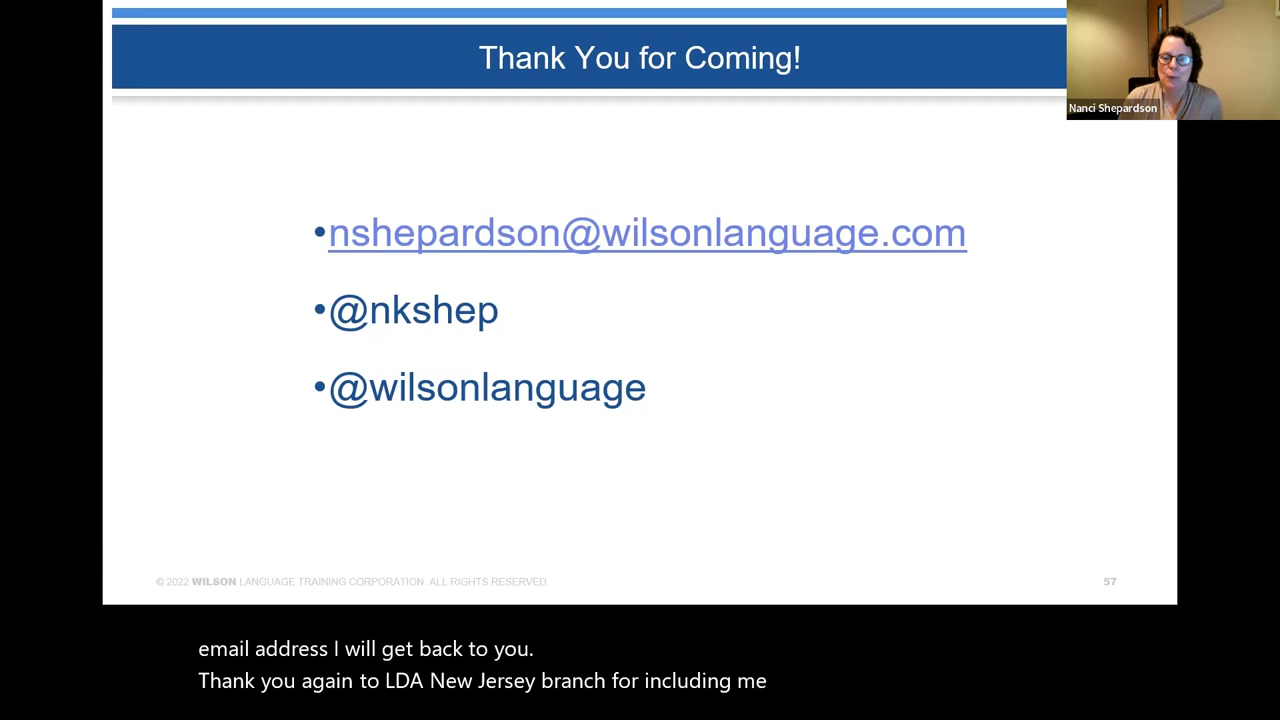 Thank You for Coming!
Nanci Shepardson
•nshepardson@wilsonlanguage.com
•@nkshep
•@wilsonlanguage
© 2022 WILSON LANGUAGE TRAINING CORPORATION. ALL RIGHTS RESERVED
57
email address I will get back to you.
Thank you again to LDA New Jersey branch for including me